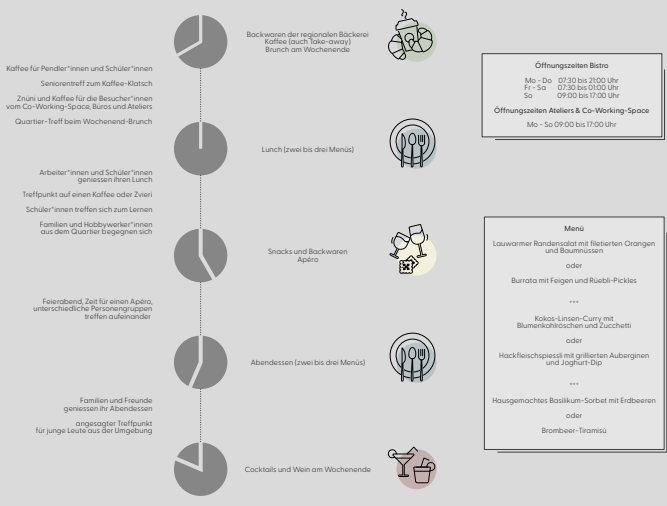 Kaffee für Pendler*innen und Schüler*innen
Seniorentreff zum Kaffee-Klatsch
Znüni und Kaffee für die Besucher*innen
vom Co-Working-Space, Büros und Ateliers
Quartier-Treff beim Wochenend-Brunch
Arbeiter*innen und Schüler*innen
geniessen ihren Lunch
Treffpunkt auf einen Kaffee oder Zvieri
Schüler*innen treffen sich zum Lernen
Familien und Hobbywerker*innen
aus dem Quartier begegnen sich
Feierabend, Zeit für einen Apéro,
unterschiedliche Personengruppen
treffen aufeinander
Familien und Freunde
geniessen ihr Abendessen
angesagter Treffpunkt
für junge Leute aus der Umgebung
Backwaren der regionalen Bäckerei
Kaffee (auch Take-away)
Brunch am Wochenende
Lunch (zwei bis drei Menüs)
Snacks und Backwaren
Apéro
Abendessen (zwei bis drei Menüs)
Cocktails und Wein am Wochenende
Öffnungszeiten Bistro
Mo - Do 07:30 bis 21:00 Uhr
Fr - Sa 07:30 bis 01:00 Uhr
So 09:00 bis 17:00 Uhr
Öffnungszeiten Ateliers & Co-Working-Space
Mo - So 09:00 bis 17:00 Uhr
Menü
Lauwarmer Randensalat mit filetierten Orangen
und Baumnüssen
oder
Burrata mit Feigen und Rüebli-Pickles
***
Kokos-Linsen-Curry mit
Blumenkohlröschen und Zucchetti
oder
Hackfleischspiessli mit grillierten Auberginen
und Joghurt-Dip
***
Hausgemachtes Basilikum-Sorbet mit Erdbeeren
oder
Brombeer-Tiramisù